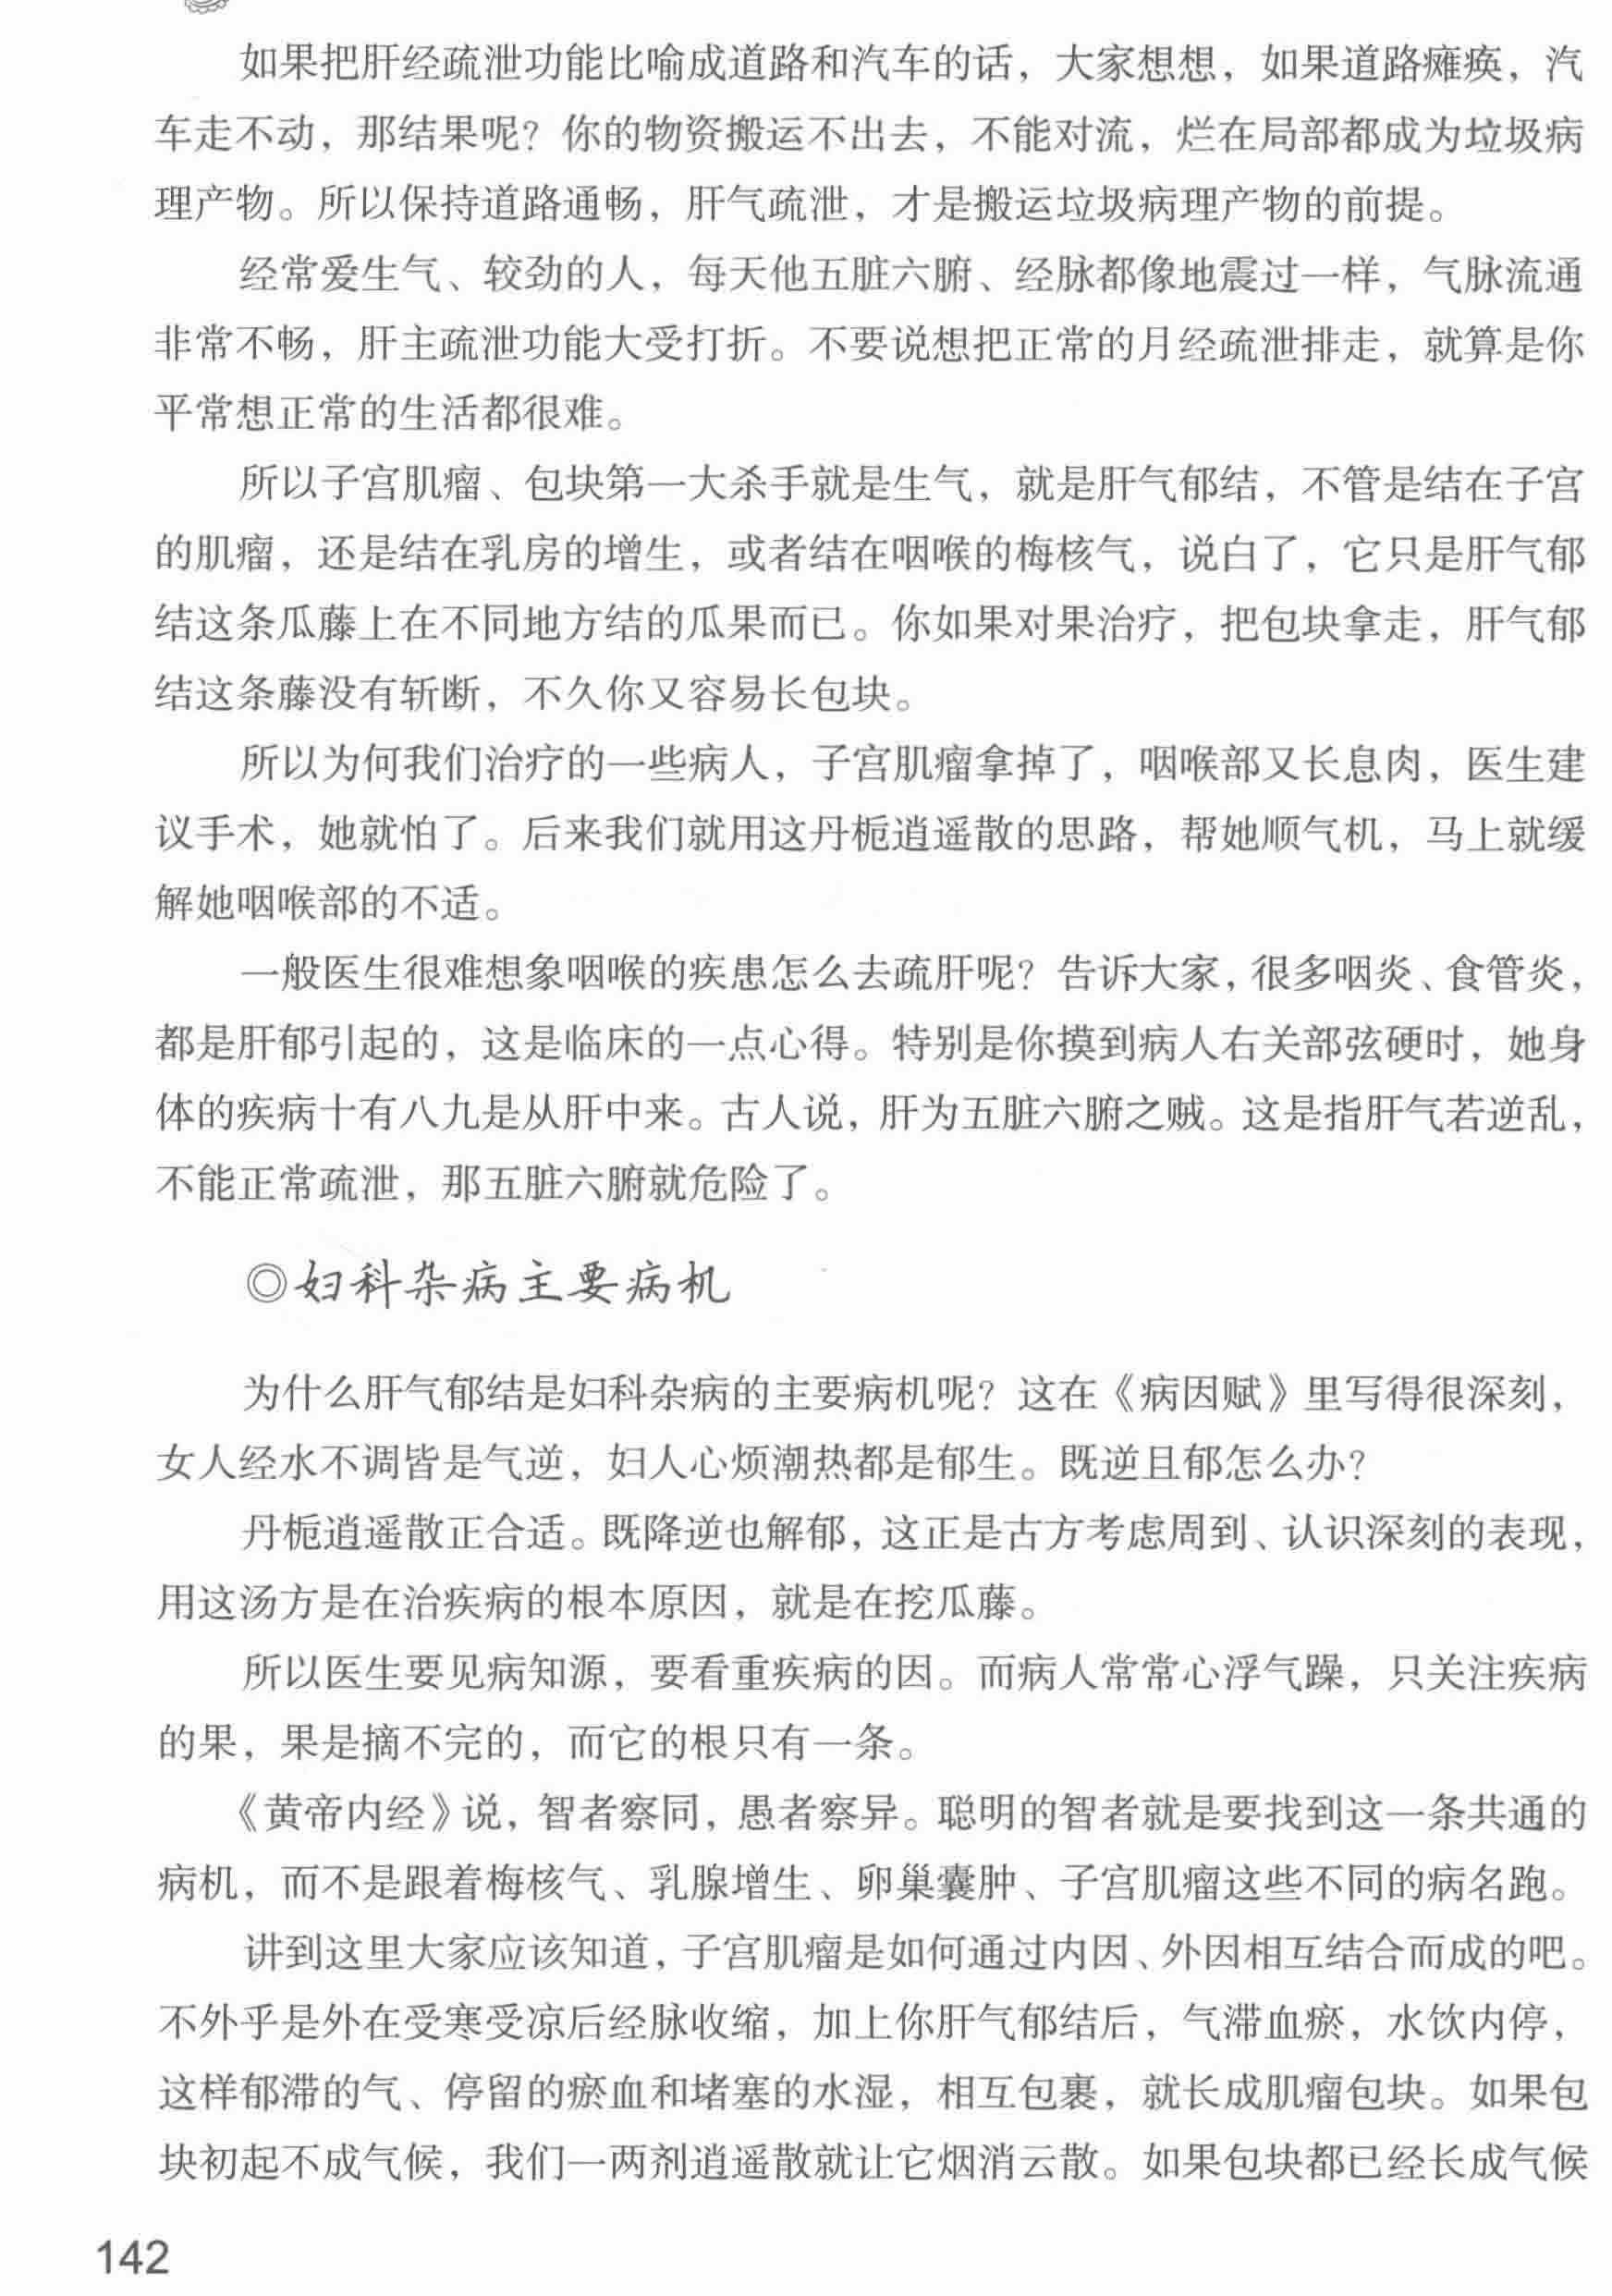 如果把肝经疏泄功能比喻成道路和汽车的话，大家想想，如果道路瘫痪，汽
车走不动，那结果呢？你的物资搬运不出去，不能对流，烂在局部都成为垃圾病
理产物。所以保持道路通畅，肝气疏泄，才是搬运垃圾病理产物的前提。
经常爱生气、较劲的人，每天他五脏六腑、经脉都像地震过一样，气脉流通
非常不畅，肝主疏泄功能大受打折。不要说想把正常的月经疏泄排走，就算是你
平常想正常的生活都很难。
所以子宫肌瘤、包块第一大杀手就是生气，就是肝气郁结，不管是结在子宫
的肌瘤，还是结在乳房的增生，或者结在咽喉的梅核气，说白了，它只是肝气郁
结这条瓜藤上在不同地方结的瓜果而已。你如果对果治疗，把包块拿走，肝气郁
结这条藤没有斩断，不久你又容易长包块。
所以为何我们治疗的一些病人，子宫肌瘤拿掉了，咽喉部又长息肉，医生建
议手术，她就怕了。后来我们就用这丹栀逍遥散的思路，帮她顺气机，马上就缓
解她咽喉部的不适。
一般医生很难想象咽喉的疾患怎么去疏肝呢？告诉大家，很多咽炎、食管炎，
都是肝郁引起的，这是临床的一点心得。特别是你摸到病人右关部弦硬时，她身
体的疾病十有八九是从肝中来。古人说，肝为五脏六腑之贼。这是指肝气若逆乱，
不能正常疏泄，那五脏六腑就危险了。
◎妇科杂病主要病机
为什么肝气郁结是妇科杂病的主要病机呢？这在《病因赋》里写得很深刻，
女人经水不调皆是气逆，妇人心烦潮热都是郁生。既逆且郁怎么办？
丹栀逍遥散正合适。既降逆也解郁，这正是古方考虑周到、认识深刻的表现，
用这汤方是在治疾病的根本原因，就是在挖瓜藤。
所以医生要见病知源，要看重疾病的因。而病人常常心浮气躁，只关注疾病
的果，果是摘不完的，而它的根只有一条。
《黄帝内经》说，智者察同，愚者察异。聪明的智者就是要找到这一条共通的
病机，而不是跟着梅核气、乳腺增生、卵巢囊肿、子宫肌瘤这些不同的病名跑。
讲到这里大家应该知道，子宫肌瘤是如何通过内因、外因相互结合而成的吧。
不外乎是外在受寒受凉后经脉收缩，加上你肝气郁结后，气滞血瘀，水饮内停，
这样郁滞的气、停留的瘀血和堵塞的水湿，相互包裹，就长成肌瘤包块。如果包
块初起不成气候，我们一两剂逍遥散就让它烟消云散。如果包块都已经长成气候
142